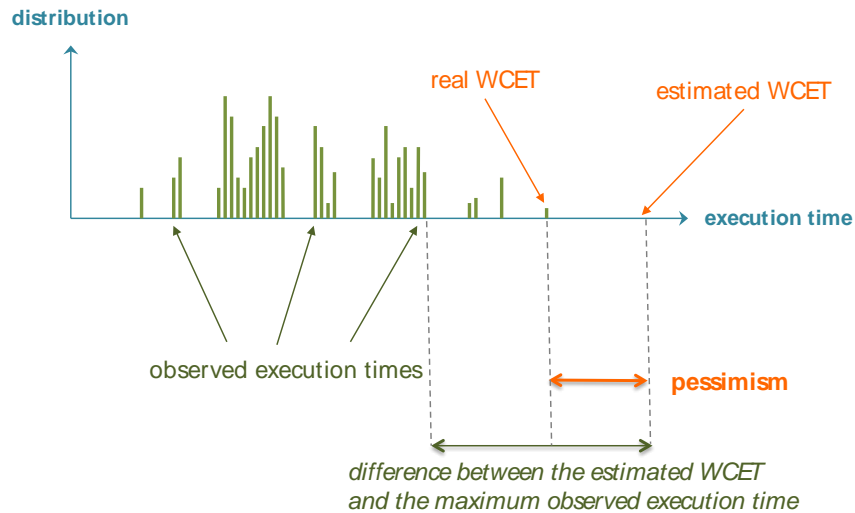 distribution
real WCET
estimated WCET
execution time
observed execution times
pessimism
difference between the estimated WCET
and the maximum observed execution time